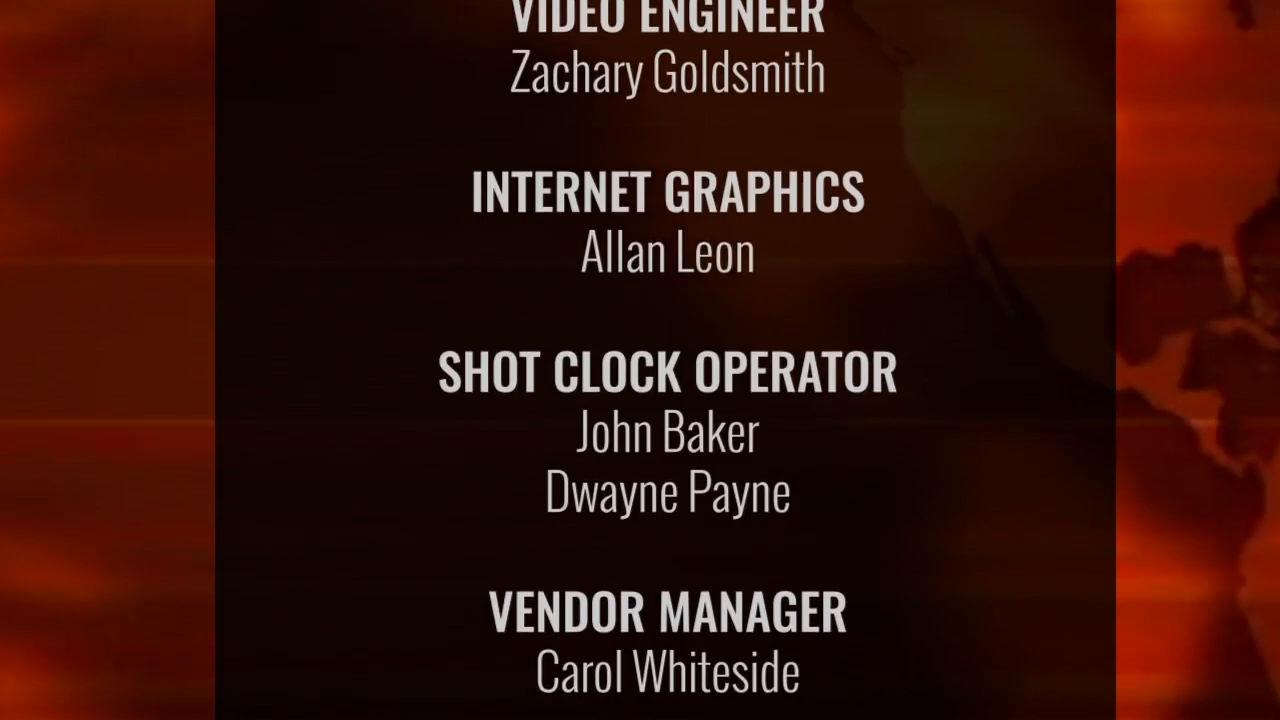 VIDEO ENGINEER
Zachary Goldsmith
INTERNET GRAPHICS
Allan Leon
SHOT CLOCK OPERATOR
John Baker
Dwayne Payne
VENDOR MANAGER
Carol Whiteside